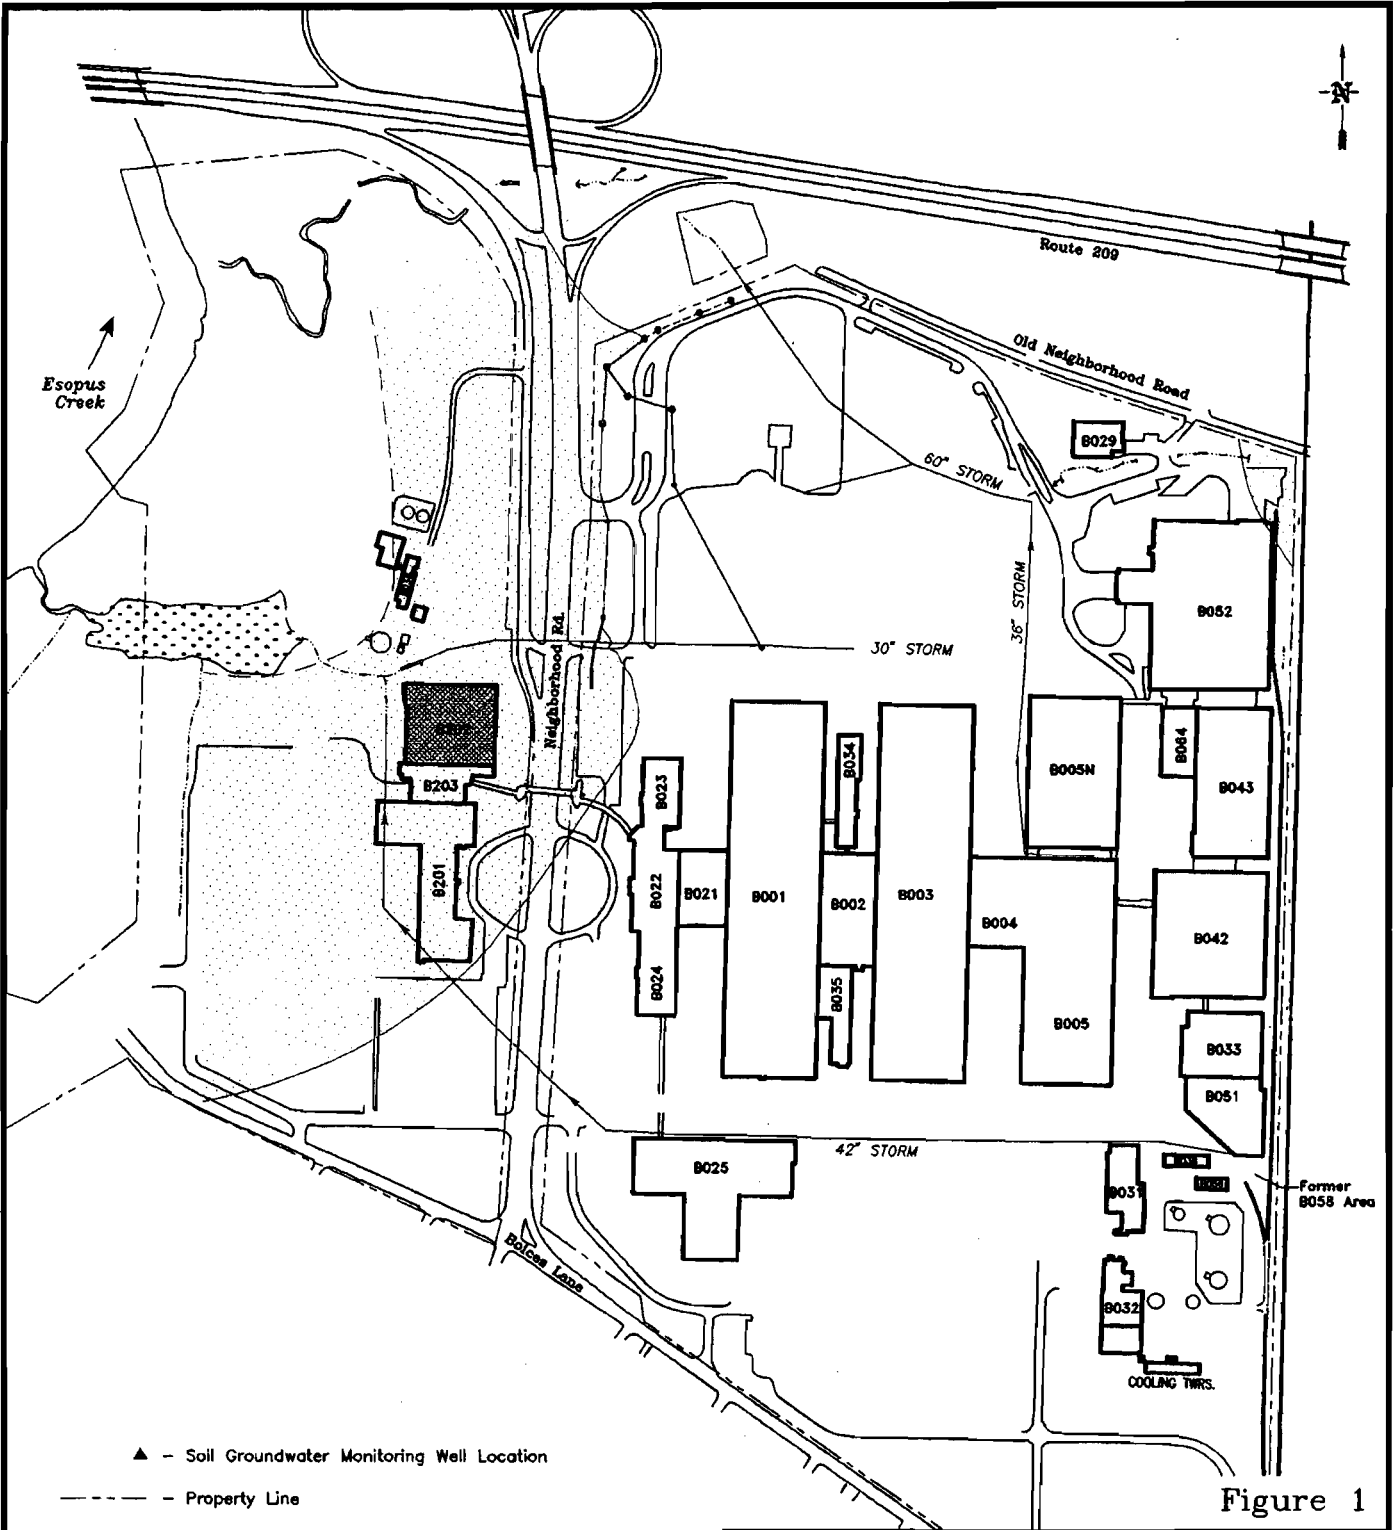 N
Route 209
Old Neighborhood Road
Esopus
Creek
B029
60" STORM
36" STORM
B052
30" STORM
Neighborhood Rd
B203
B201
B023
B022
B024
B021
B001
B034
B002
B035
B003
B004
B005N
B005
B064
B043
B042
B033
B051
42" STORM
B025
B031
Former
B058 Area
B032
COOLING TWRS.
Boices Lane
▲ - Soil Groundwater Monitoring Well Location
- Property Line
Figure 1